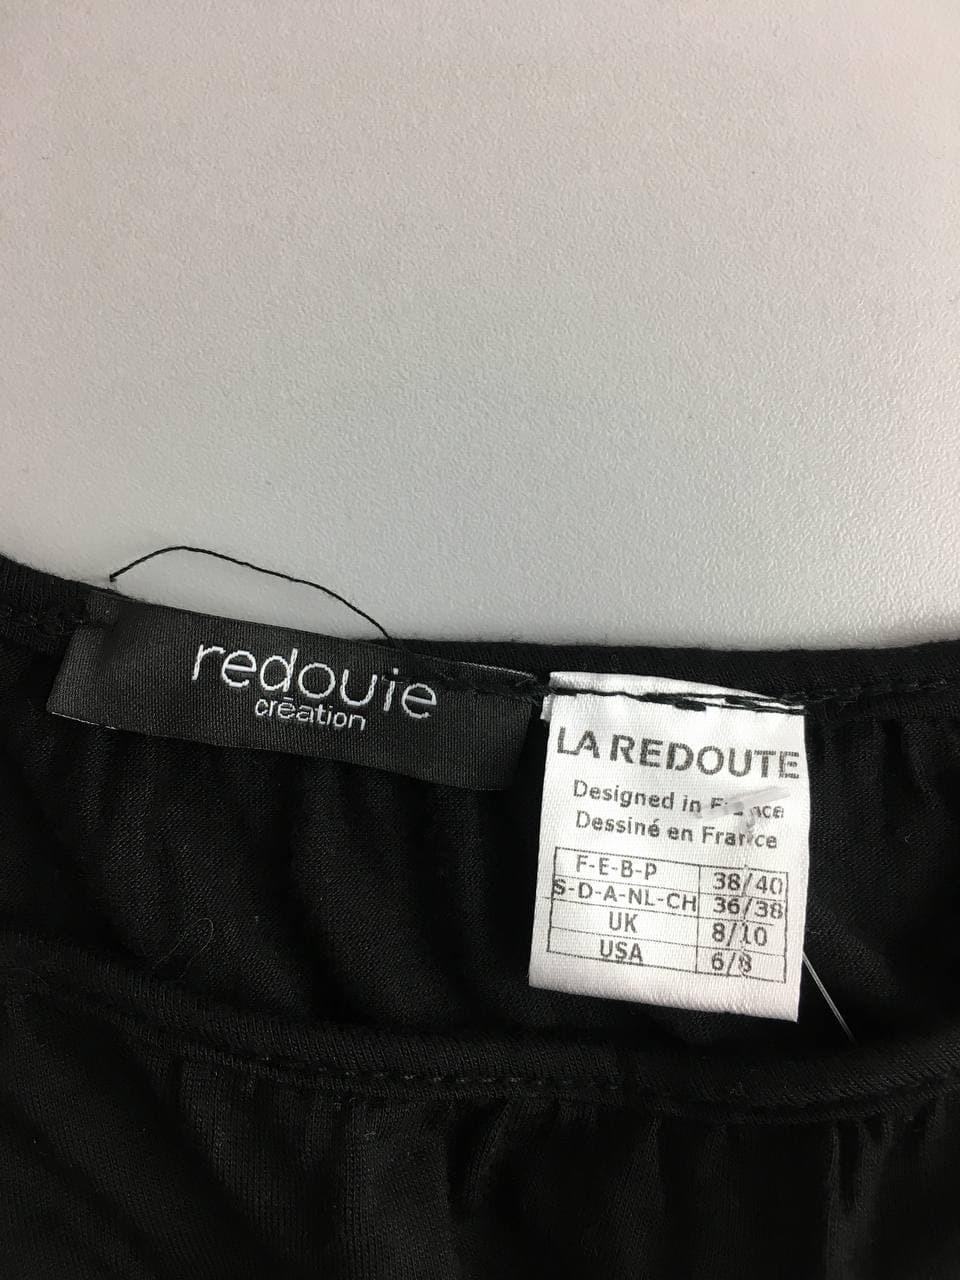 redoute
création
LA REDOUTE
Designed in France
Dessiné en France
F-E-B-P 38/40
S-D-A-NL-CH 36/38
UK 8/10
USA 6/8